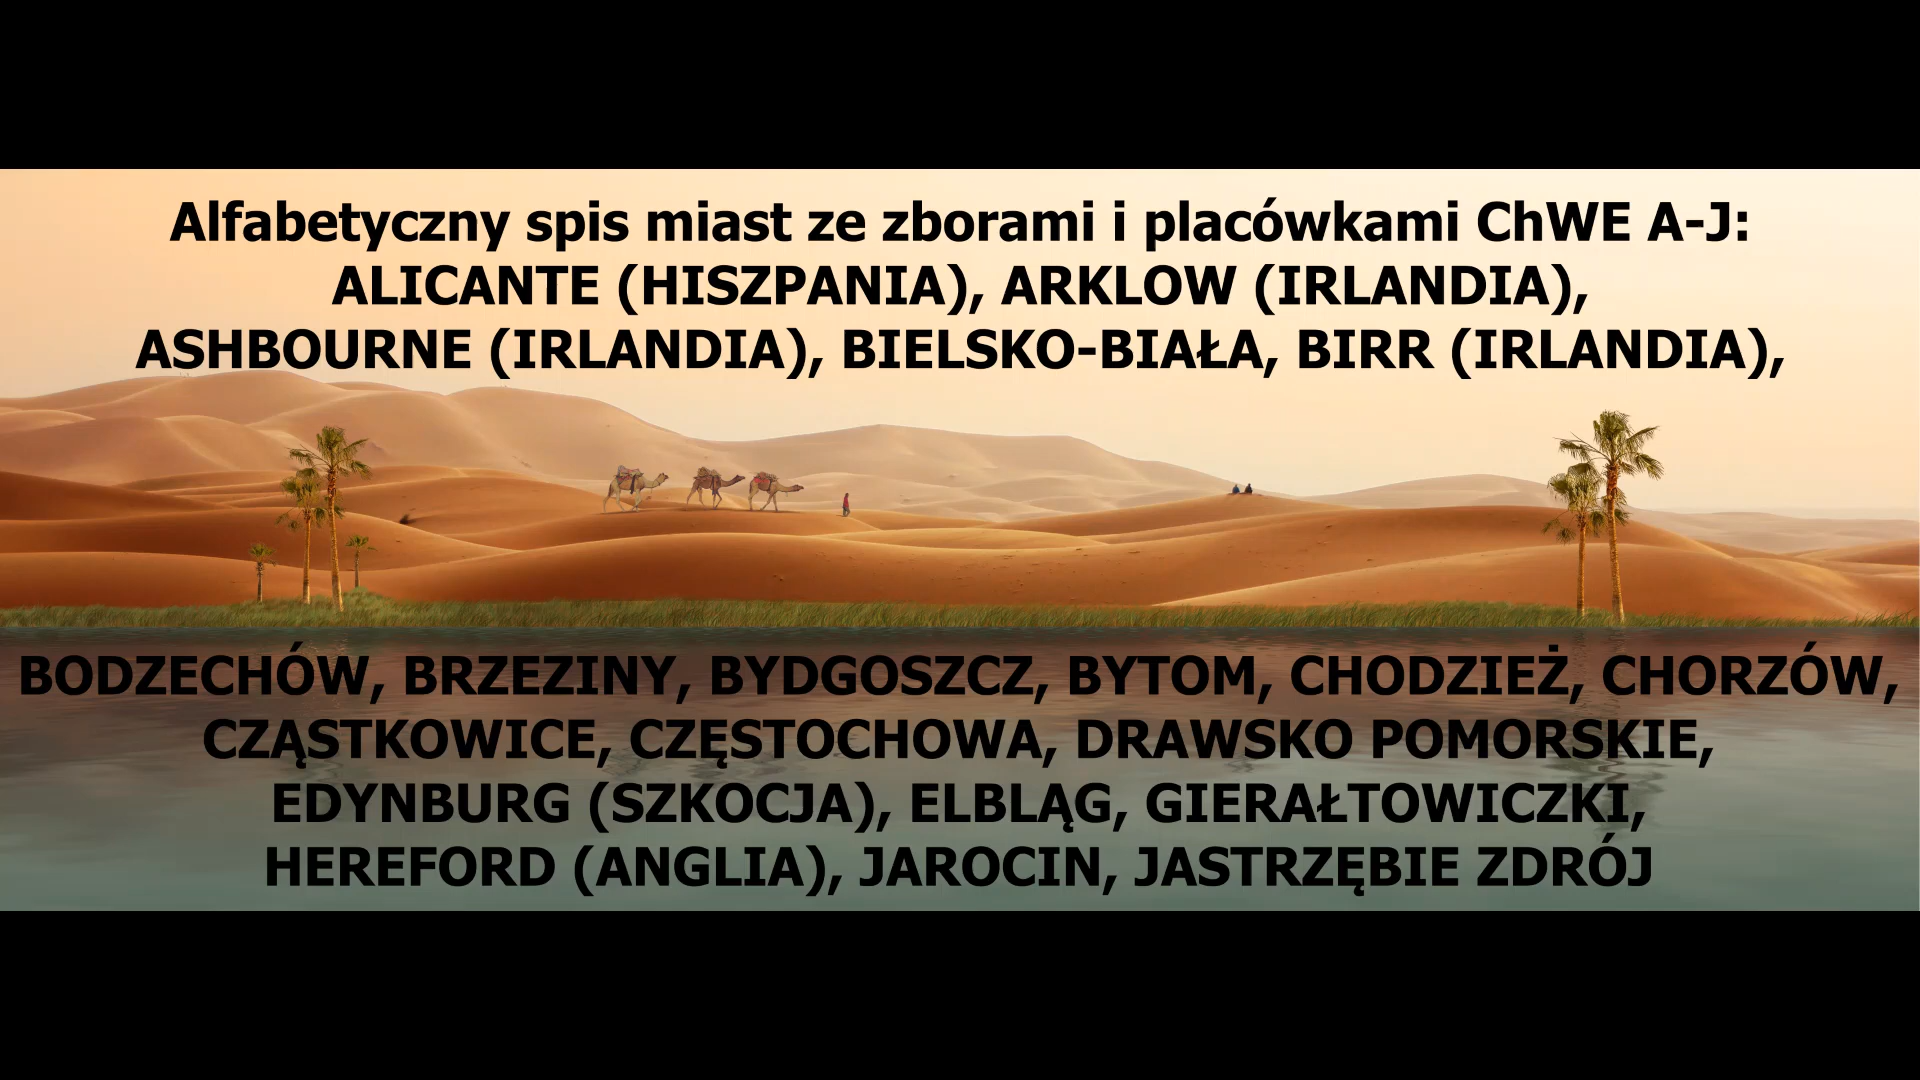 Alfabetyczny spis miast ze zborami i placówkami ChWE A-J:
ALICANTE (HISZPANIA), ARKLOW (IRLANDIA),
ASHBOURNE (IRLANDIA), BIELSKO-BIAŁA, BIRR (IRLANDIA),
BODZECHÓW, BRZEZINY, BYDGOSZCZ, BYTOM, CHODZIEŻ, CHORZÓW,
CZĄSTKOWICE, CZĘSTOCHOWA, DRAWSKO POMORSKIE,
EDYNBURG (SZKOCJA), ELBLĄG, GIERAŁTOWICZKI,
HEREFORD (ANGLIA), JAROCIN, JASTRZĘBIE ZDRÓJ